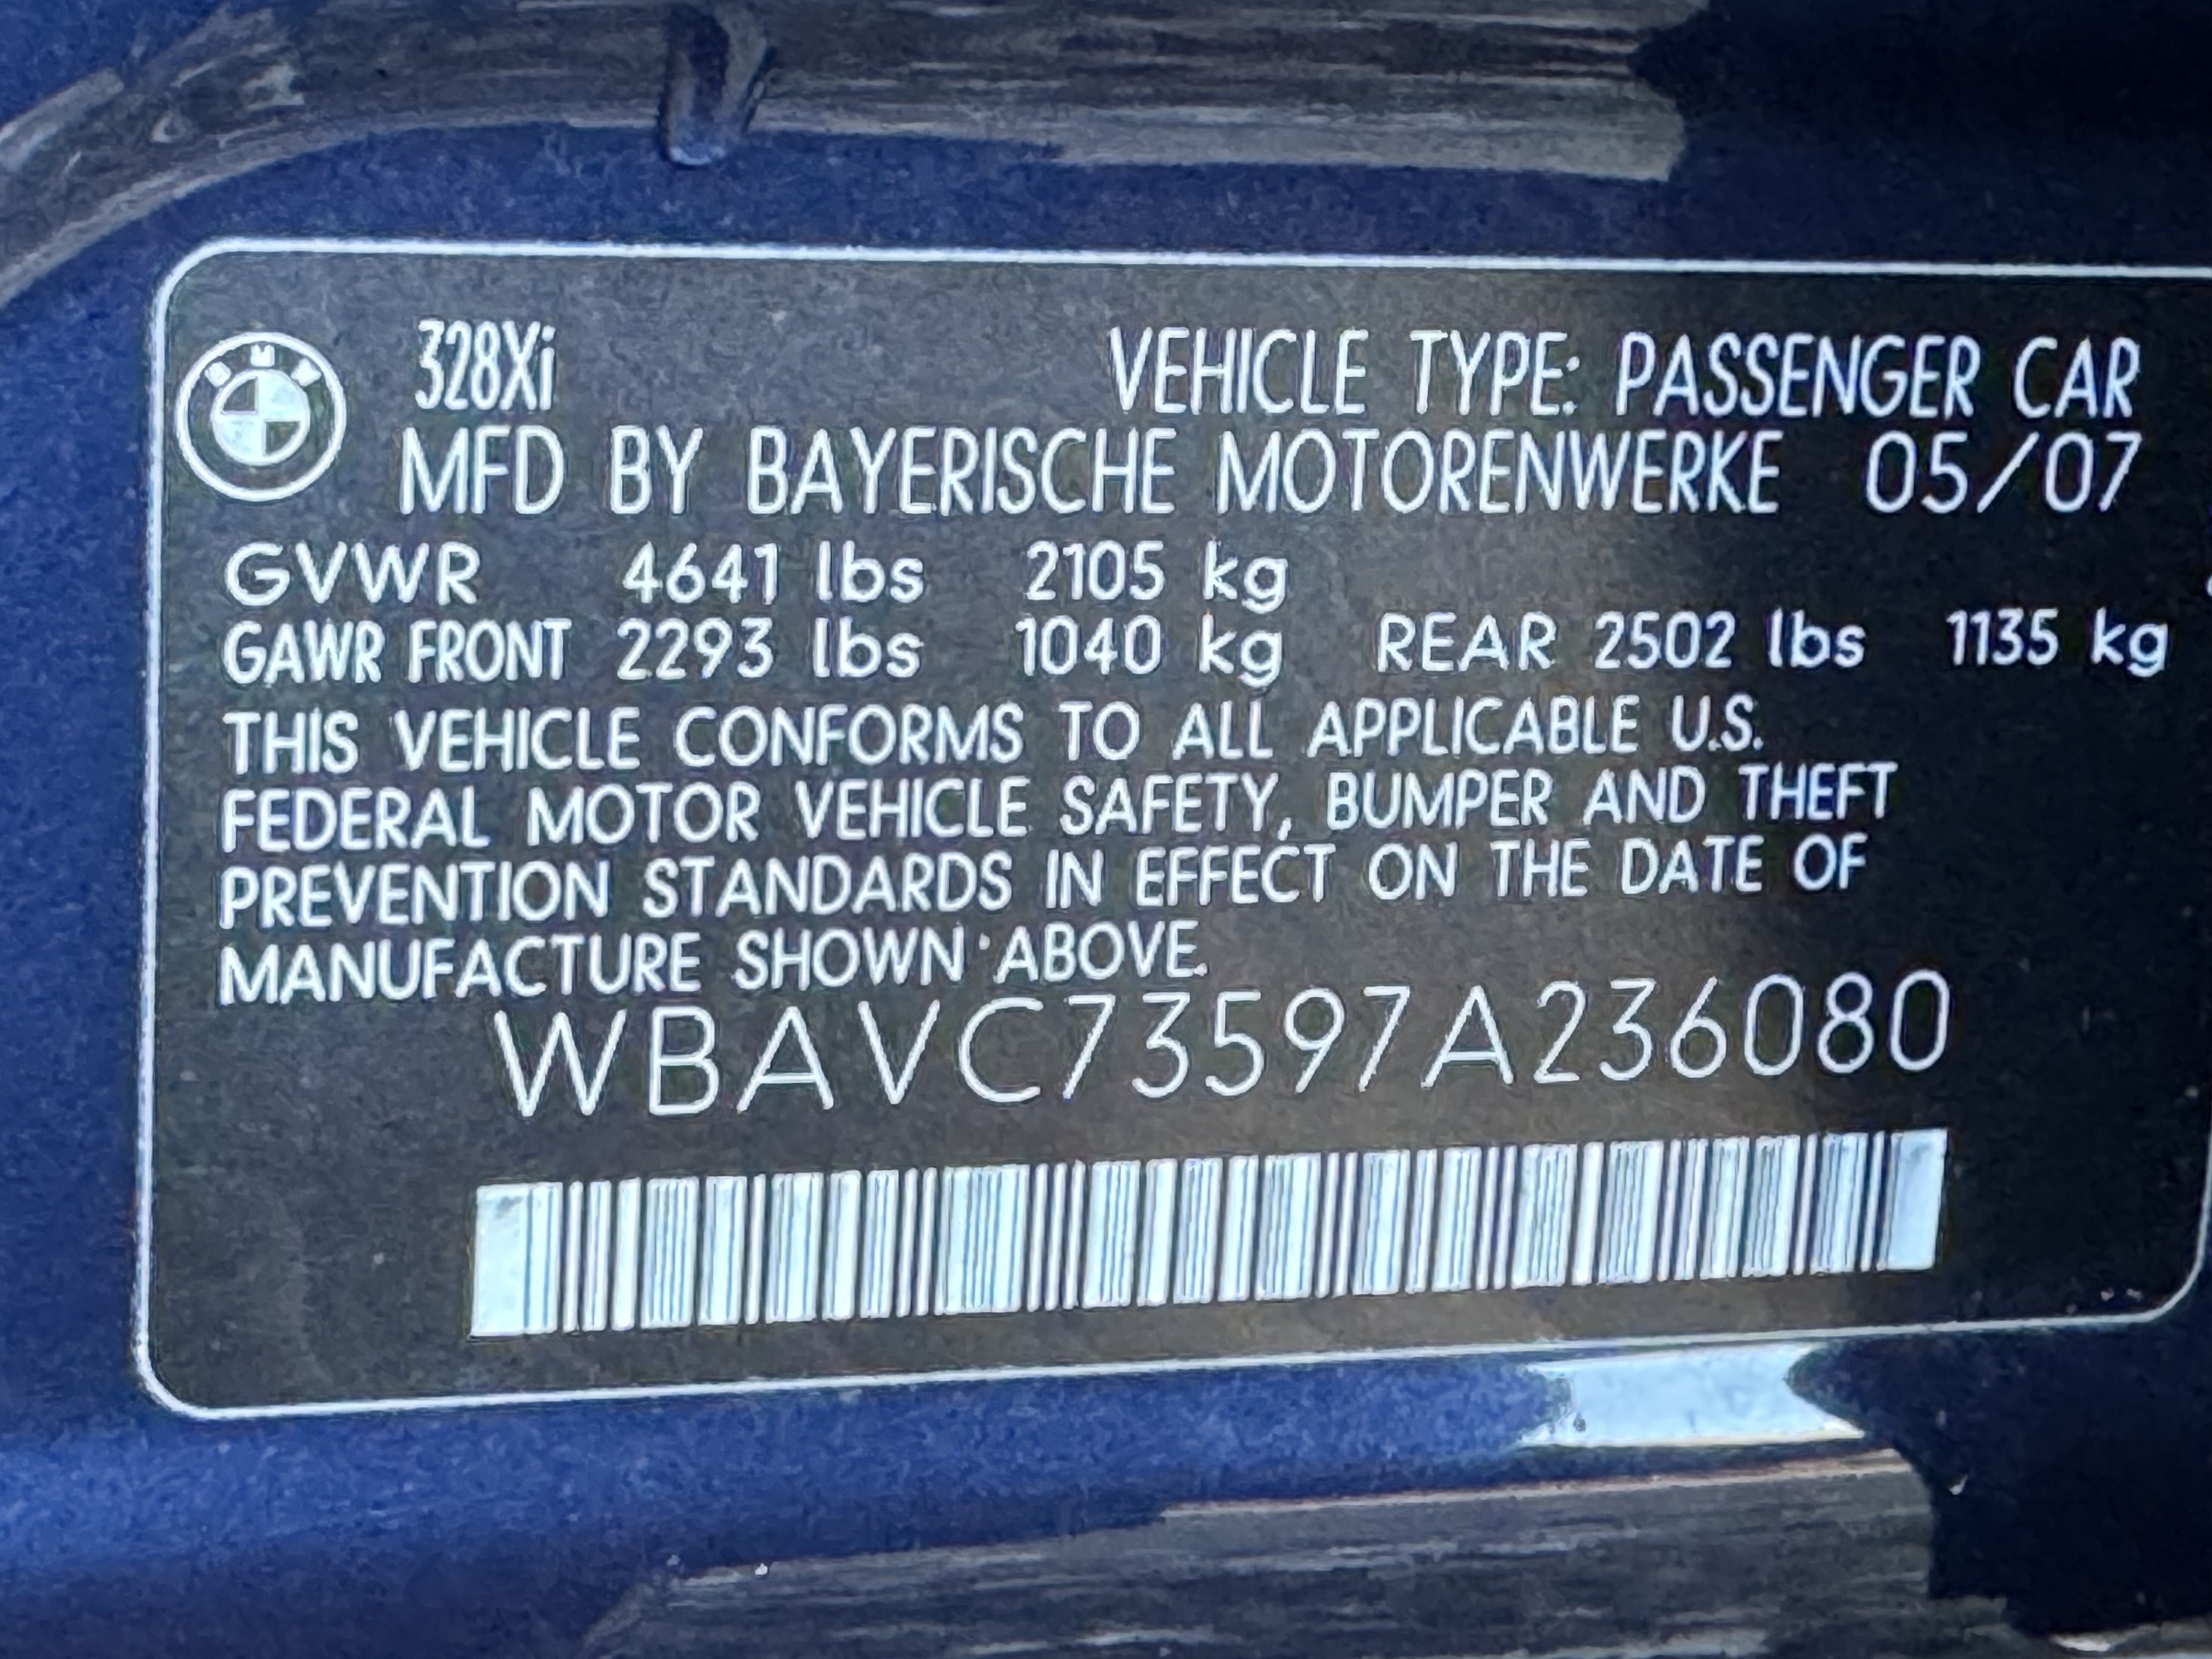 BMW
328Xi VEHICLE TYPE: PASSENGER CAR
MFD BY BAYERISCHE MOTORENWERKE 05/07
GVWR 4641 lbs 2105 kg
GAWR FRONT 2293 lbs 1040 kg REAR 2502 lbs 1135 kg
THIS VEHICLE CONFORMS TO ALL APPLICABLE U.S.
FEDERAL MOTOR VEHICLE SAFETY, BUMPER AND THEFT
PREVENTION STANDARDS IN EFFECT ON THE DATE OF
MANUFACTURE SHOWN ABOVE.
WBAVC73597A236080